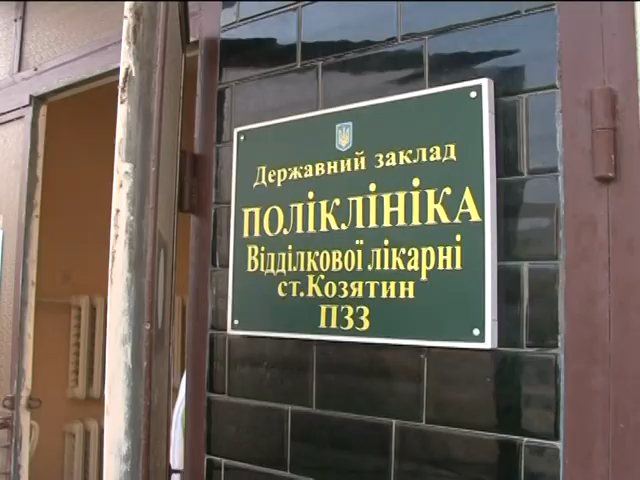 Державний заклад
ПОЛІКЛІНІКА
Відділкової лікарні
ст.Козятин
ПЗЗ